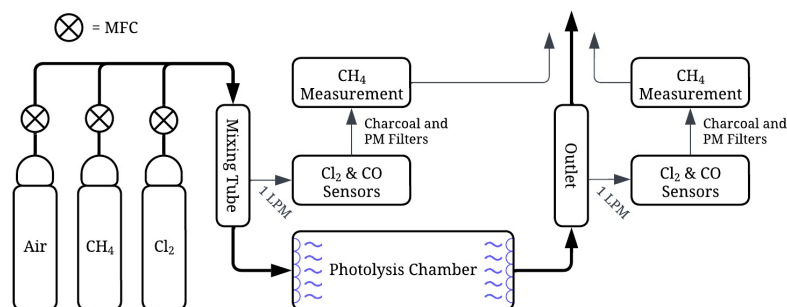 = MFC
Air
CH₄
Cl₂
Mixing Tube
1 LPM
CH₄
Measurement
Charcoal and
PM Filters
Cl₂ & CO
Sensors
Photolysis Chamber
Outlet
1 LPM
CH₄
Measurement
Charcoal and
PM Filters
Cl₂ & CO
Sensors